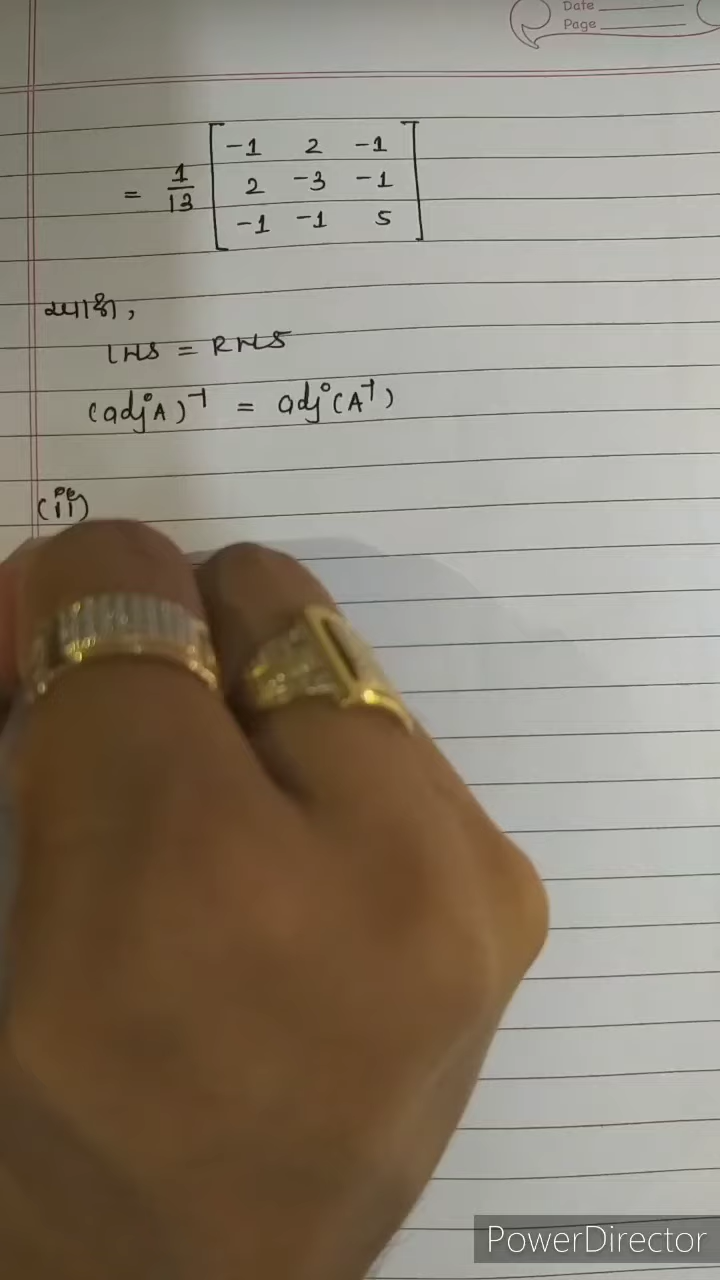 Date
Page
= 1/13 [ -1 2 -1
2 -3 -1
-1 -1 5 ]
LHS = RHS
(adj A)⁻¹ = adj (A⁻¹)
(ii)
PowerDirector